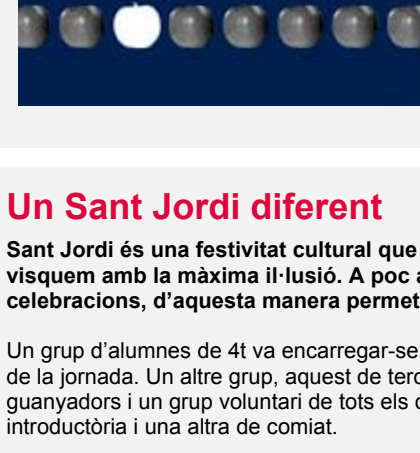 Un Sant Jordi diferent
Sant Jordi és una festivitat cultural que
visquem amb la màxima il·lusió. A poc a
celebracions, d'aquesta manera permet
Un grup d'alumnes de 4t va encarregar-se
de la jornada. Un altre grup, aquest de terc
guanyadors i un grup voluntari de tots els
introductòria i una altra de comiat.